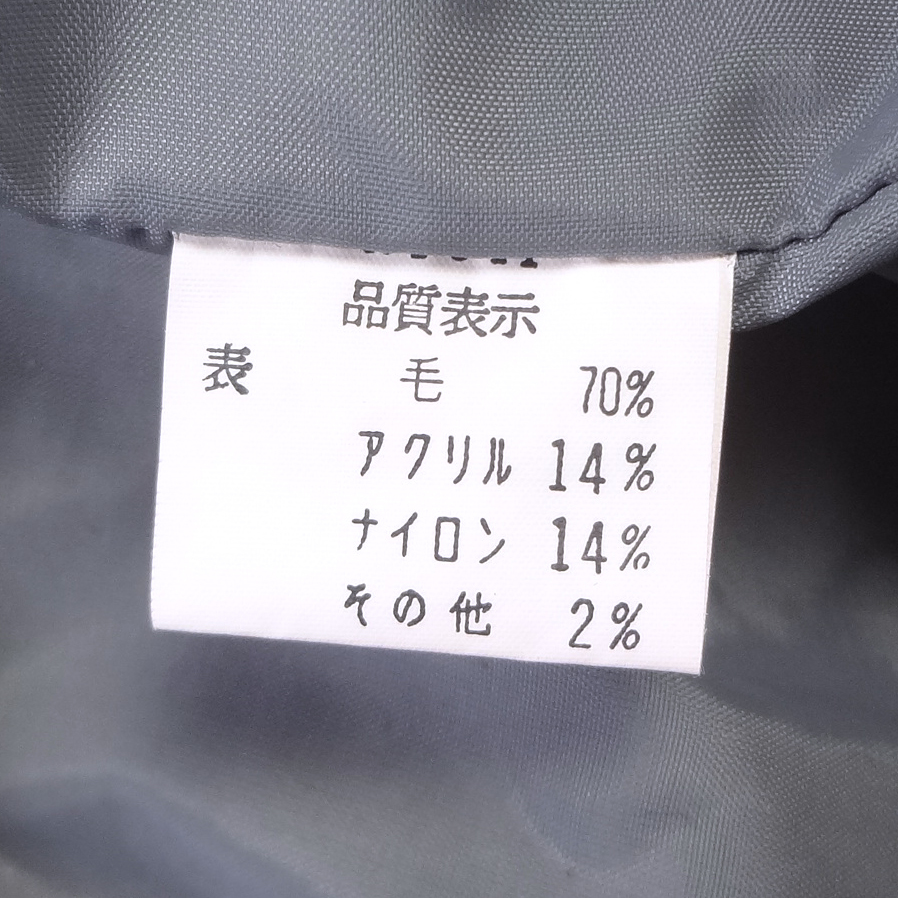 品質表示
表 毛 70%
アクリル 14%
ナイロン 14%
その他 2%